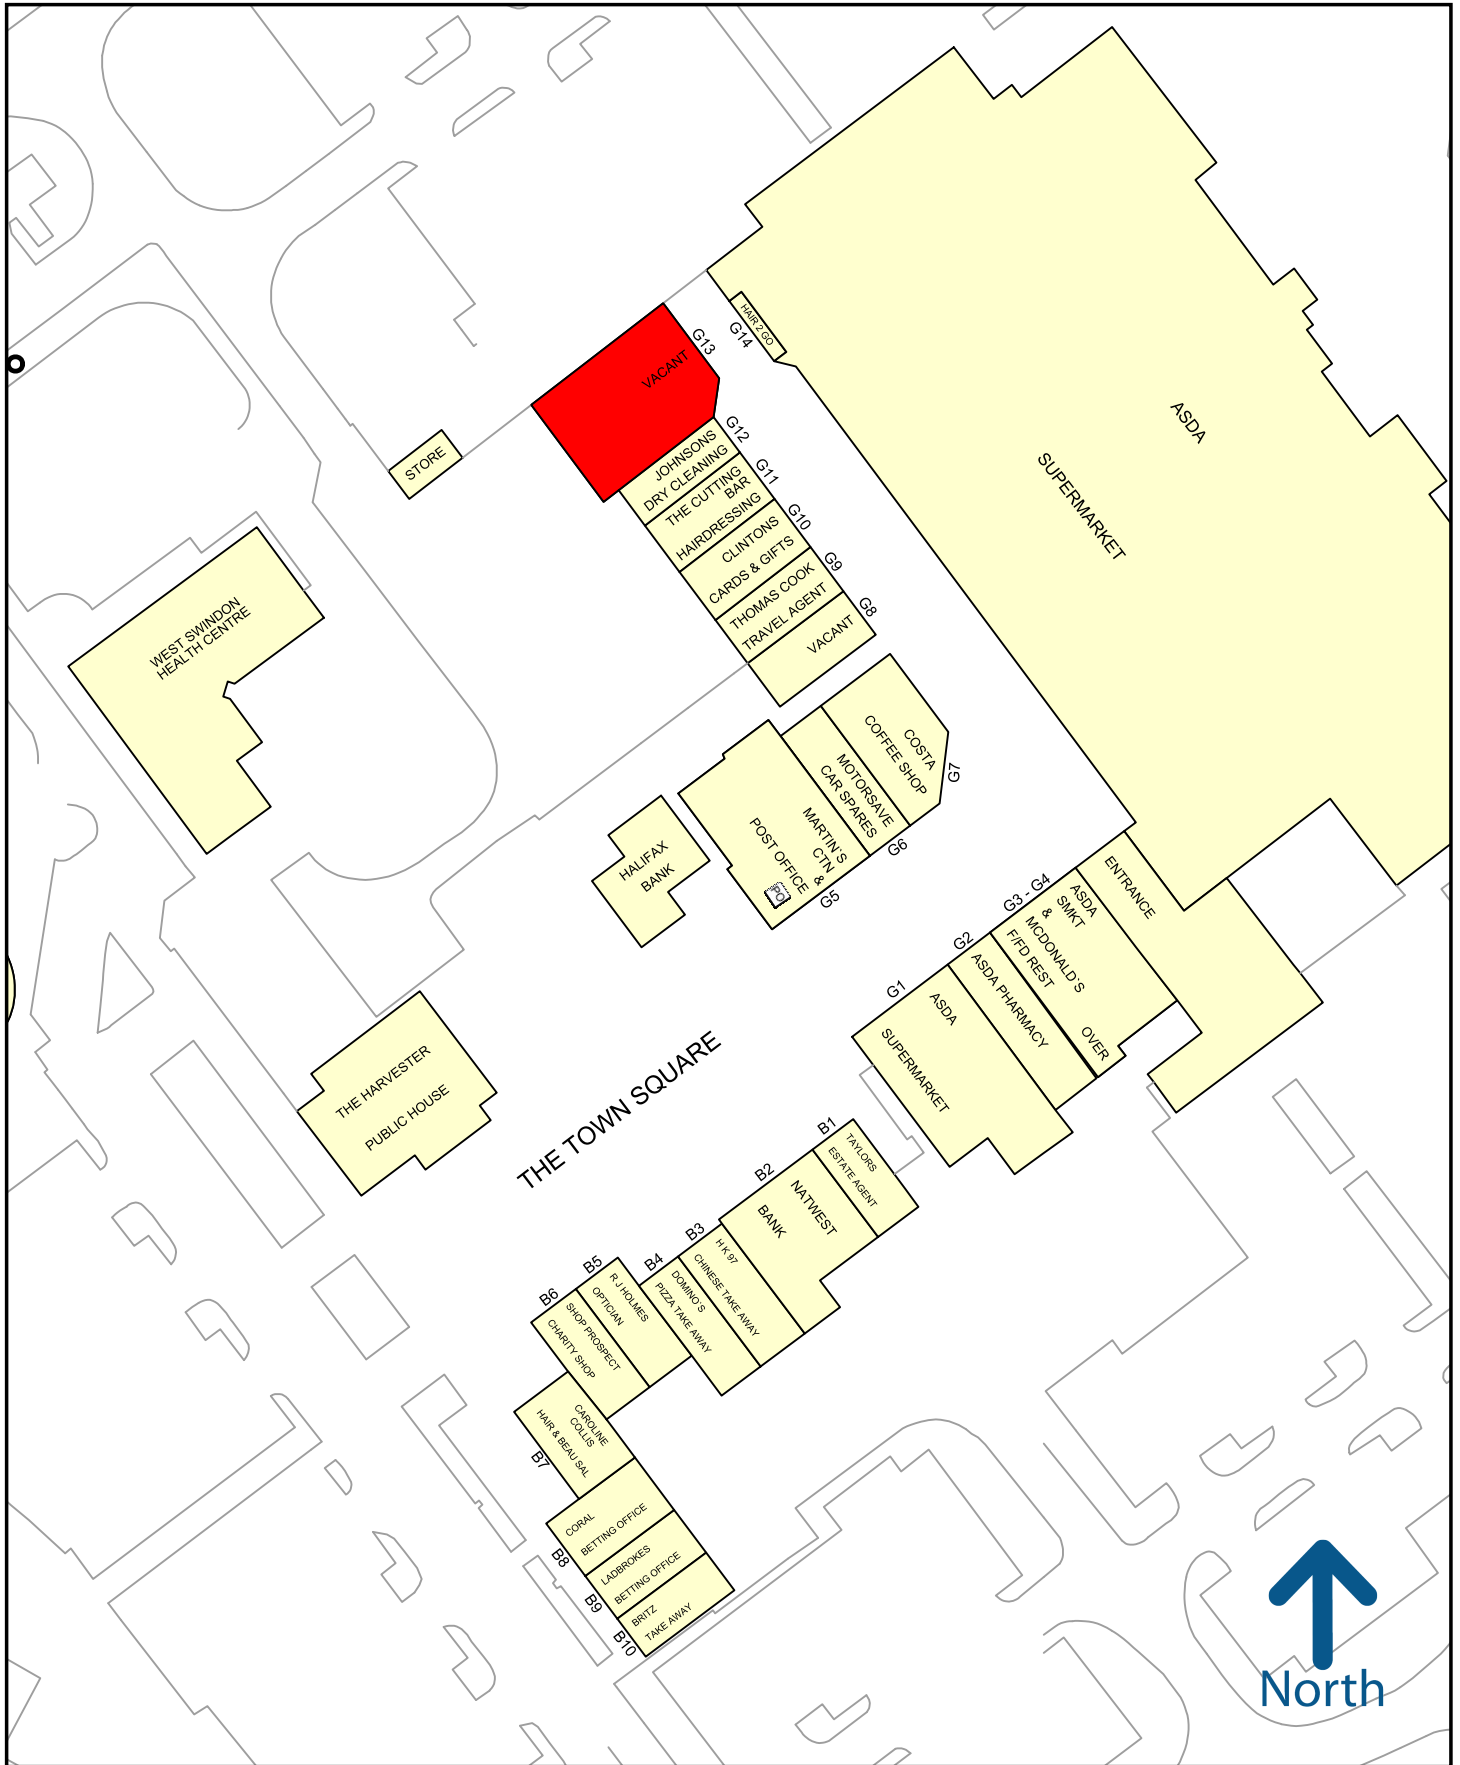 HAIR 2 GO
G14
G13
VACANT
ASDA
SUPERMARKET
G12
JOHNSONS
DRY CLEANING
G11
THE CUTTING
BAR
HAIRDRESSING
G10
CLINTONS
CARDS & GIFTS
G9
THOMAS COOK
TRAVEL AGENT
G8
VACANT
STORE
WEST SWINDON
HEALTH CENTRE
COSTA
COFFEE SHOP
G7
MOTORSAVE
CAR SPARES
G6
MARTIN'S
CTN &
POST OFFICE
PO
G5
HALIFAX
BANK
ENTRANCE
G3 - G4
ASDA
SMKT
&
MCDONALD'S
F/FD REST
OVER
G2
ASDA PHARMACY
G1
ASDA
SUPERMARKET
THE HARVESTER
PUBLIC HOUSE
THE TOWN SQUARE
B1
TAYLORS
ESTATE AGENT
B2
NATWEST
BANK
B3
H K 97
CHINESE TAKE AWAY
B4
DOMINO'S
PIZZA TAKE AWAY
B5
R J HOLMES
OPTICIAN
B6
SHOP PROSPECT
CHARITY SHOP
CAROLINE
COLLIS
HAIR & BEAU SAL
B7
CORAL
BETTING OFFICE
B8
LADBROKES
BETTING OFFICE
B9
BRITZ
TAKE AWAY
B10
North